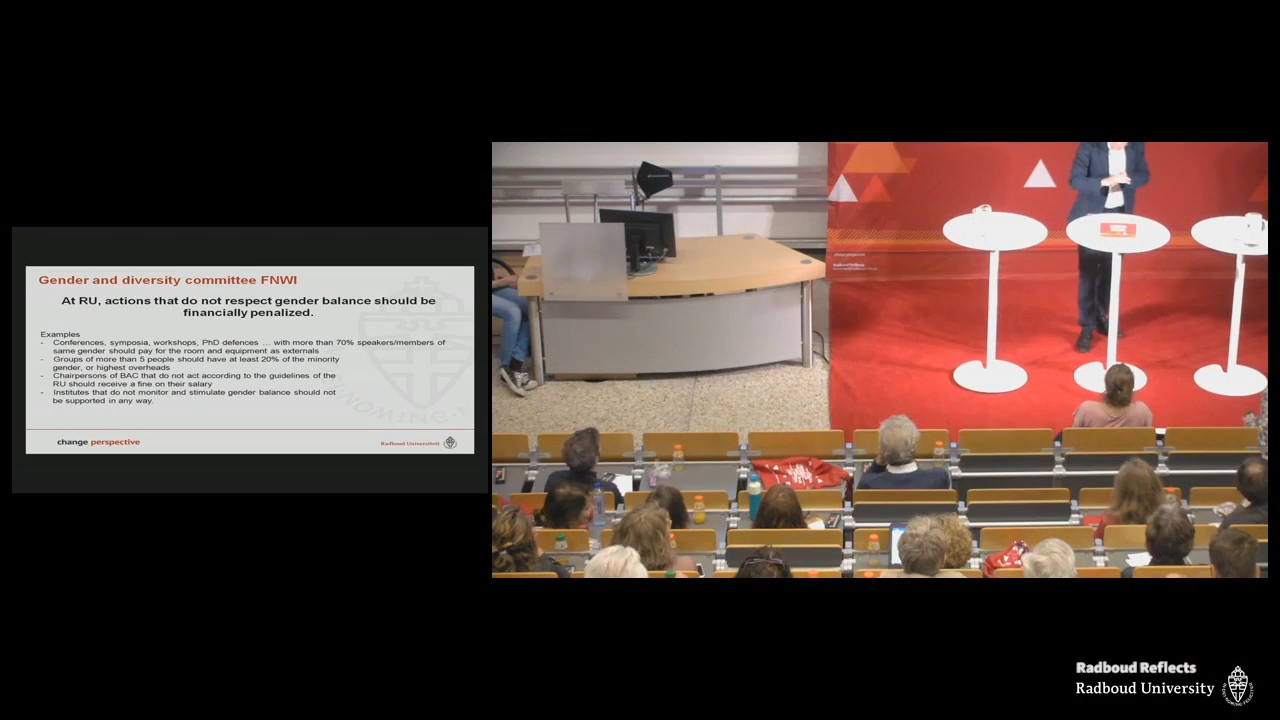 Gender and diversity committee FNWI
At RU, actions that do not respect gender balance should be
financially penalized.
Examples
- Conferences, symposia, workshops, PhD defences ... with more than 70% speakers/members of
same gender should pay for the room and equipment as externals
- Groups of more than 5 people should have at least 20% of the minority
gender, or highest overheads
- Chairpersons of BAC that do not act according to the guidelines of the
RU should receive a fine on their salary
- Institutes that do not monitor and stimulate gender balance should not
be supported in any way.
change perspective
Radboud Universiteit
Radboud Reflects
Radboud University